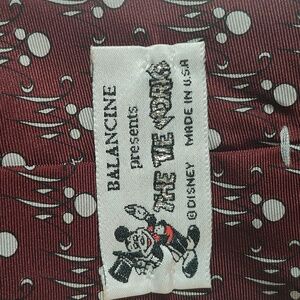 BALANCINE
presents
THE TIE WORKS
©DISNEY MADE IN U.S.A